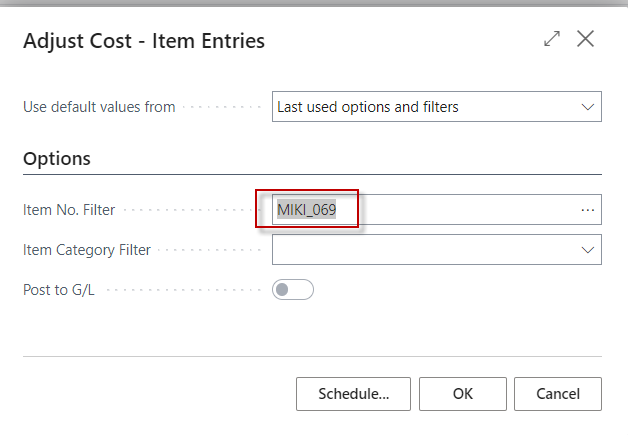 Adjust Cost - Item Entries
Use default values from
Last used options and filters
Options
Item No. Filter
MIKI_069
Item Category Filter
Post to G/L
Schedule...
OK
Cancel